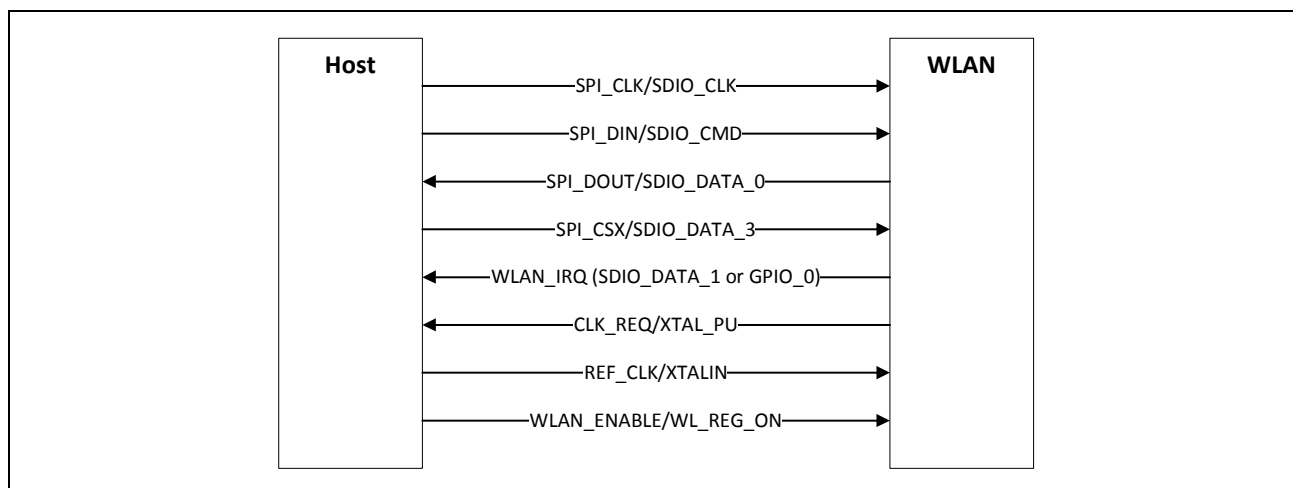 Host
WLAN
SPI_CLK/SDIO_CLK
SPI_DIN/SDIO_CMD
SPI_DOUT/SDIO_DATA_0
SPI_CSX/SDIO_DATA_3
WLAN_IRQ (SDIO_DATA_1 or GPIO_0)
CLK_REQ/XTAL_PU
REF_CLK/XTALIN
WLAN_ENABLE/WL_REG_ON